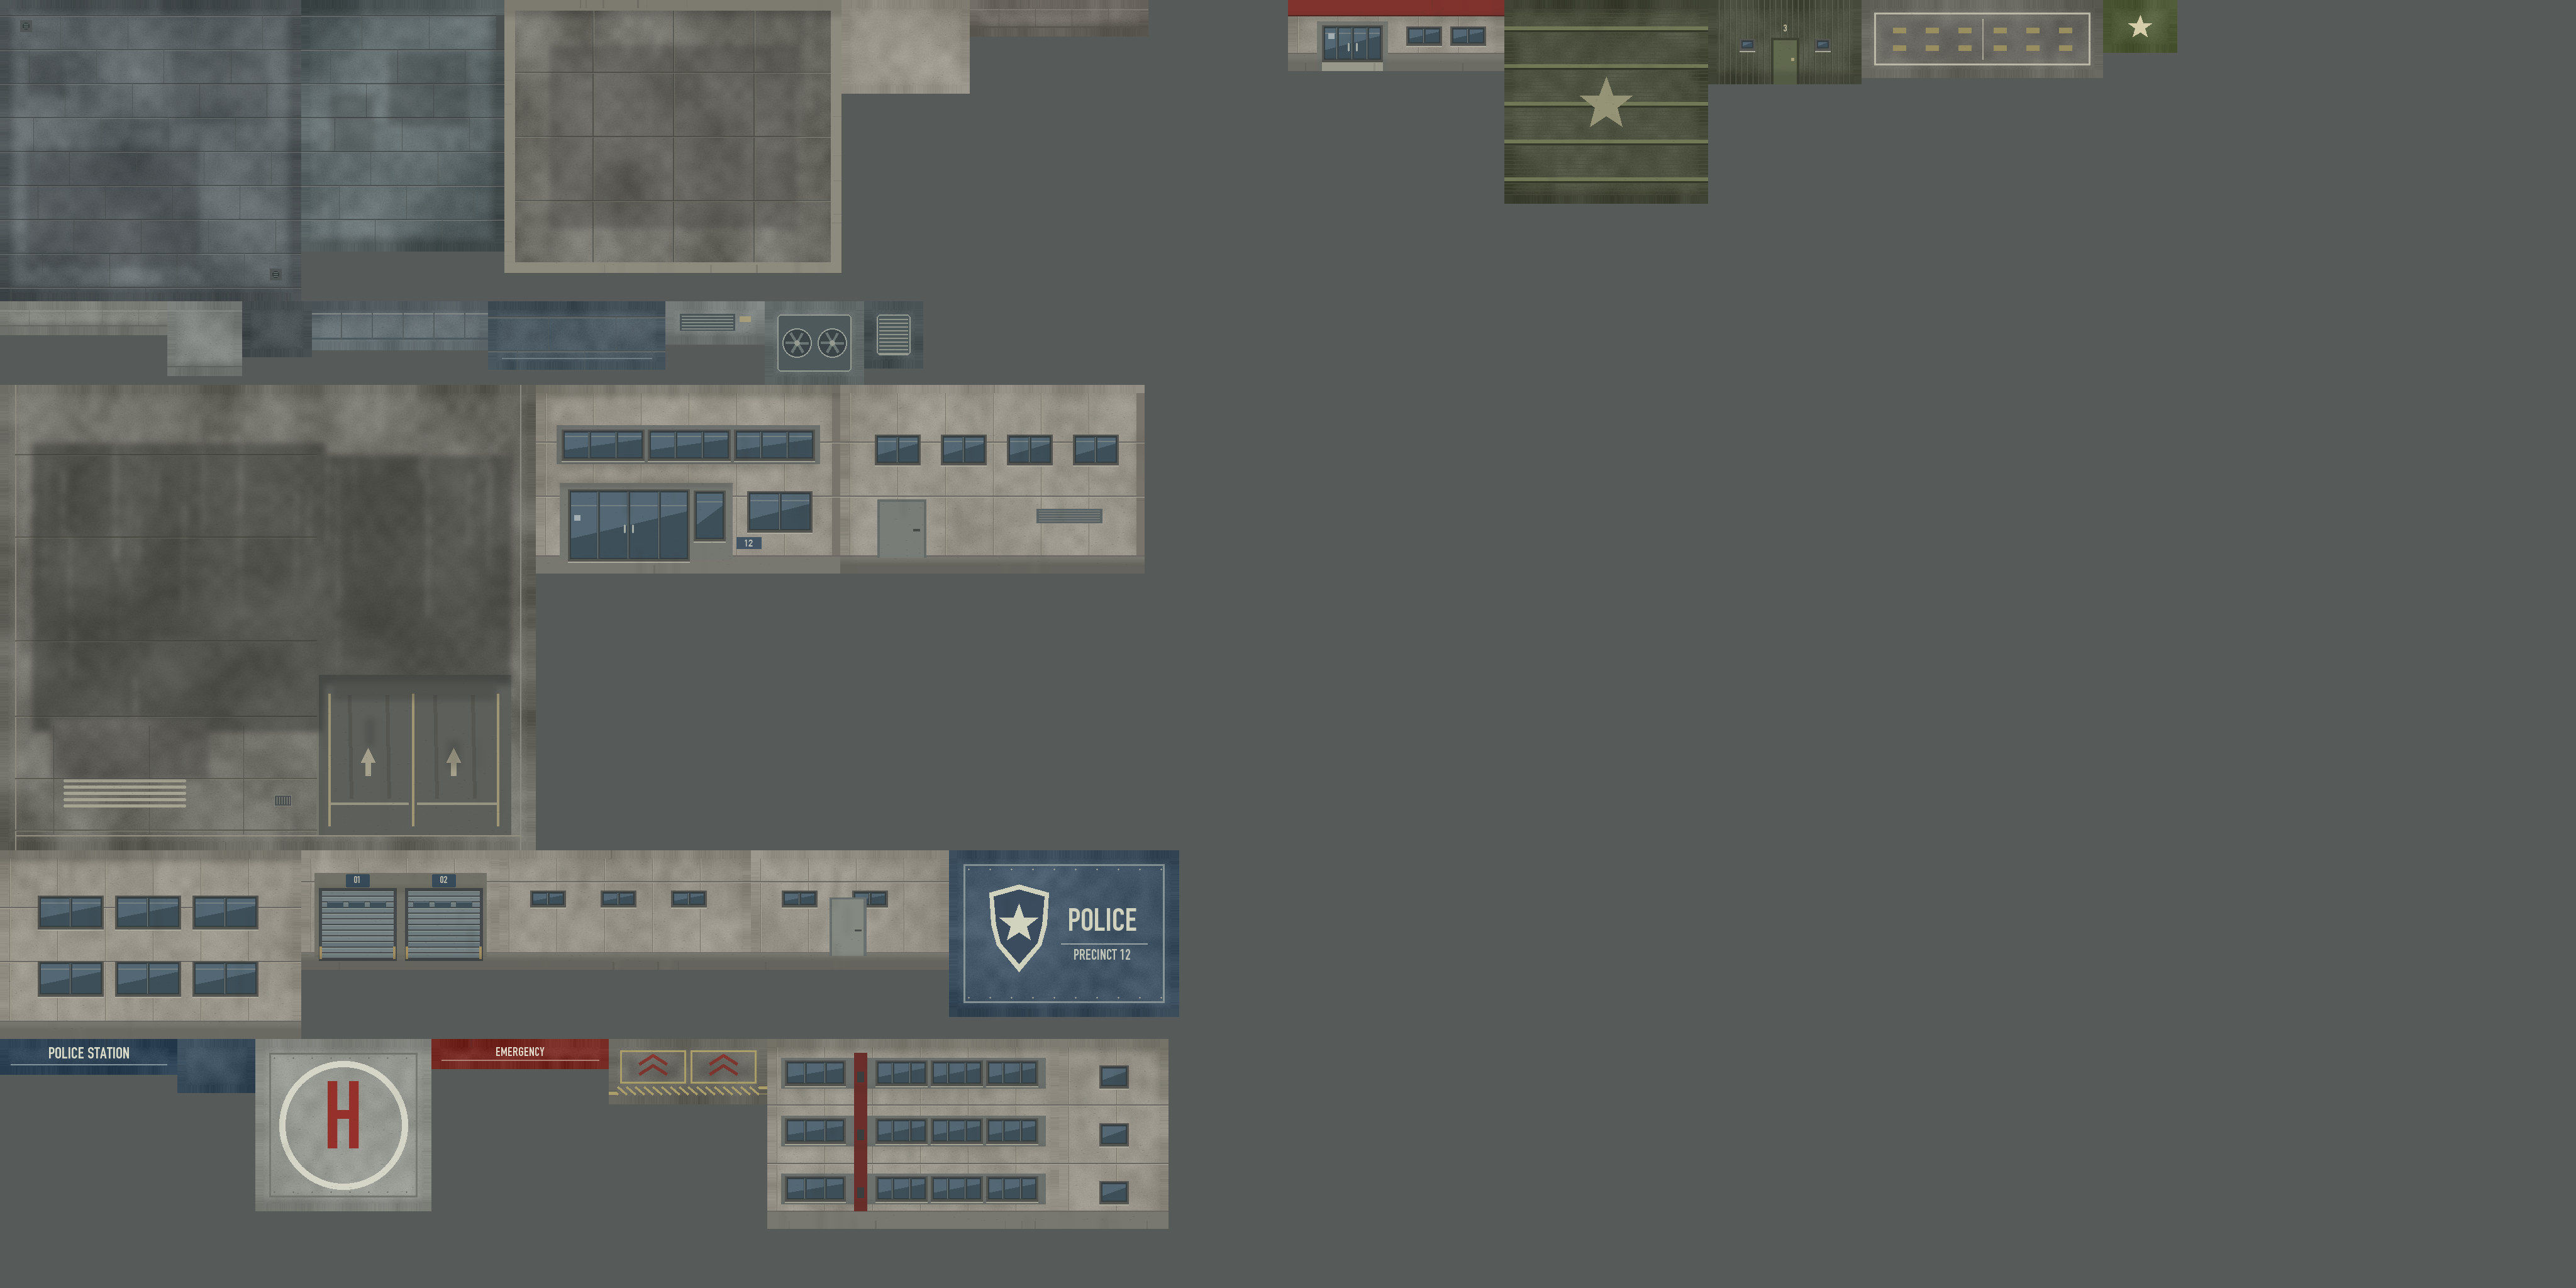 3
12
01
02
POLICE
PRECINCT 12
POLICE STATION
H
EMERGENCY